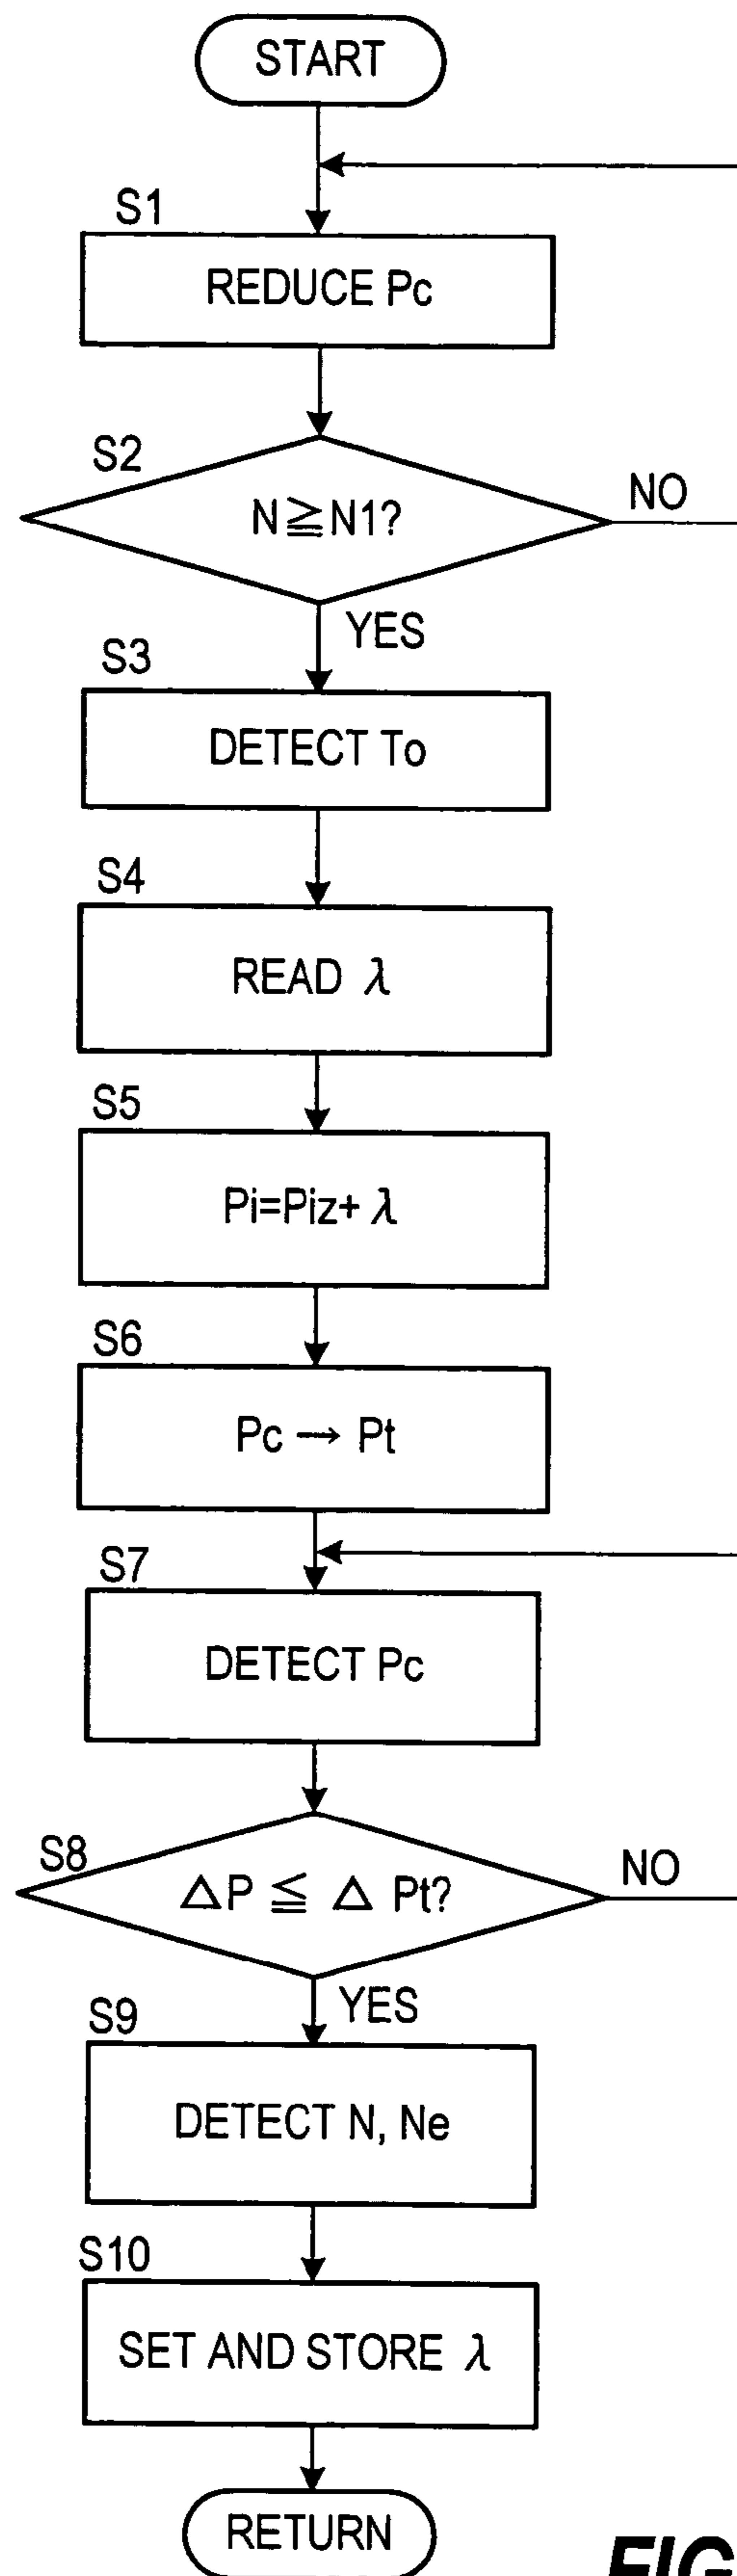 START
S1
REDUCE Pc
S2
N≧N1?
NO
YES
S3
DETECT To
S4
READ λ
S5
Pi=Piz+ λ
S6
Pc → Pt
S7
DETECT Pc
S8
△P ≦ △ Pt?
NO
YES
S9
DETECT N, Ne
S10
SET AND STORE λ
RETURN
FIG